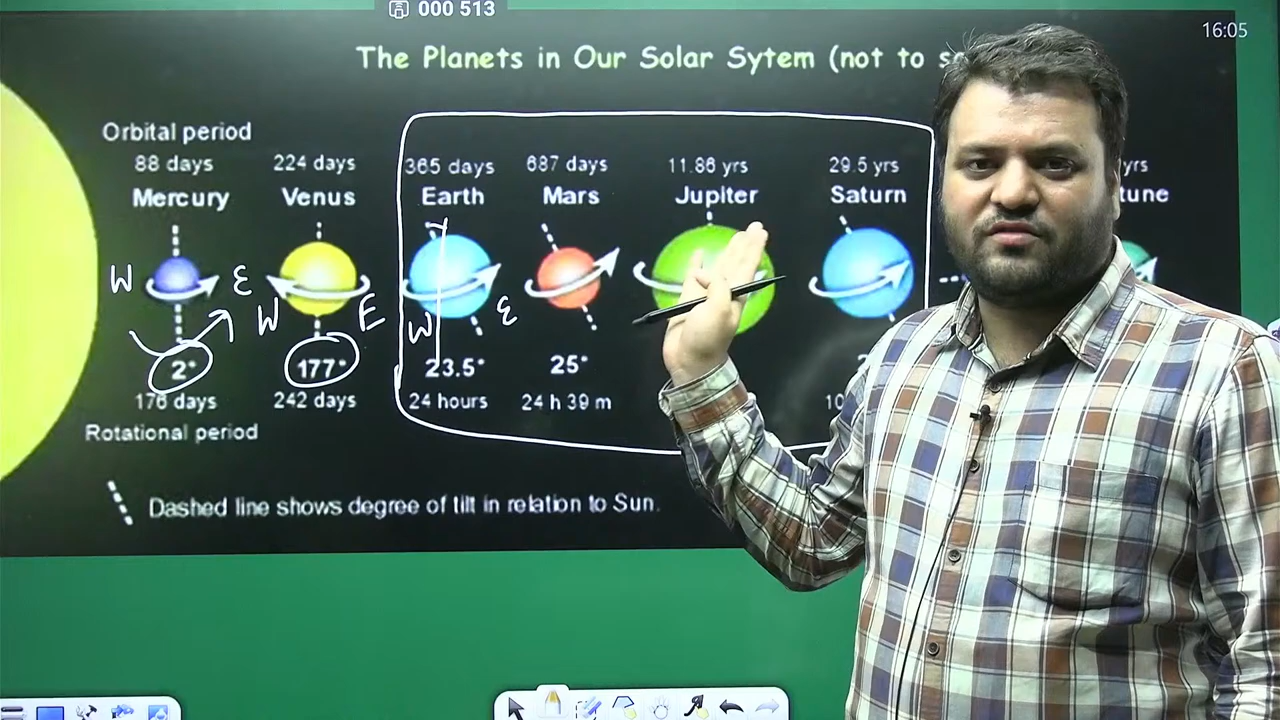 000 513
16:05
The Planets in Our Solar Sytem (not to
Orbital period
88 days 224 days 365 days 687 days 11.86 yrs 29.5 yrs yrs
Mercury Venus Earth Mars Jupiter Saturn tune
W E W E W E
2° 177° 23.5° 25°
176 days 242 days 24 hours 24 h 39 m 10
Rotational period
Dashed line shows degree of tilt in relation to Sun.